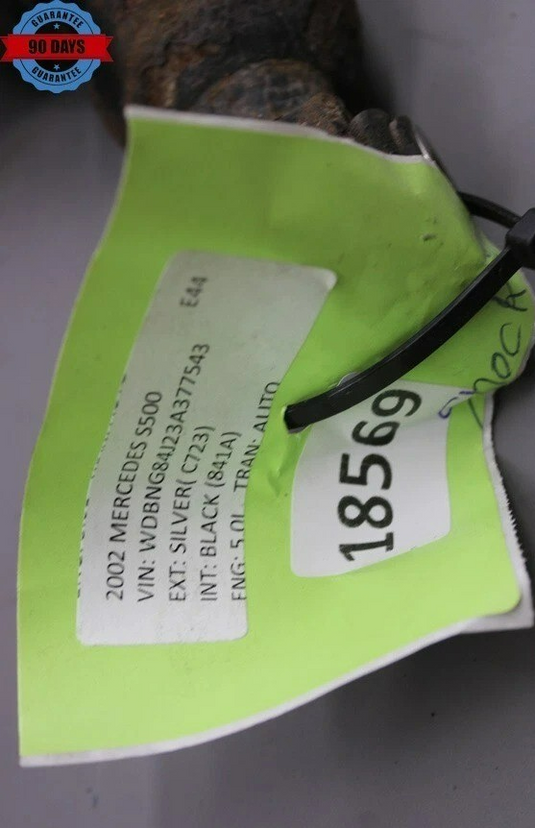 GUARANTEE
90 DAYS
GUARANTEE
2002 MERCEDES S500
VIN: WDBNG84J23A377543
E44
EXT: SILVER( C723)
INT: BLACK (841A)
ENG: 5.0L TRAN: AUTO
18569
Shock